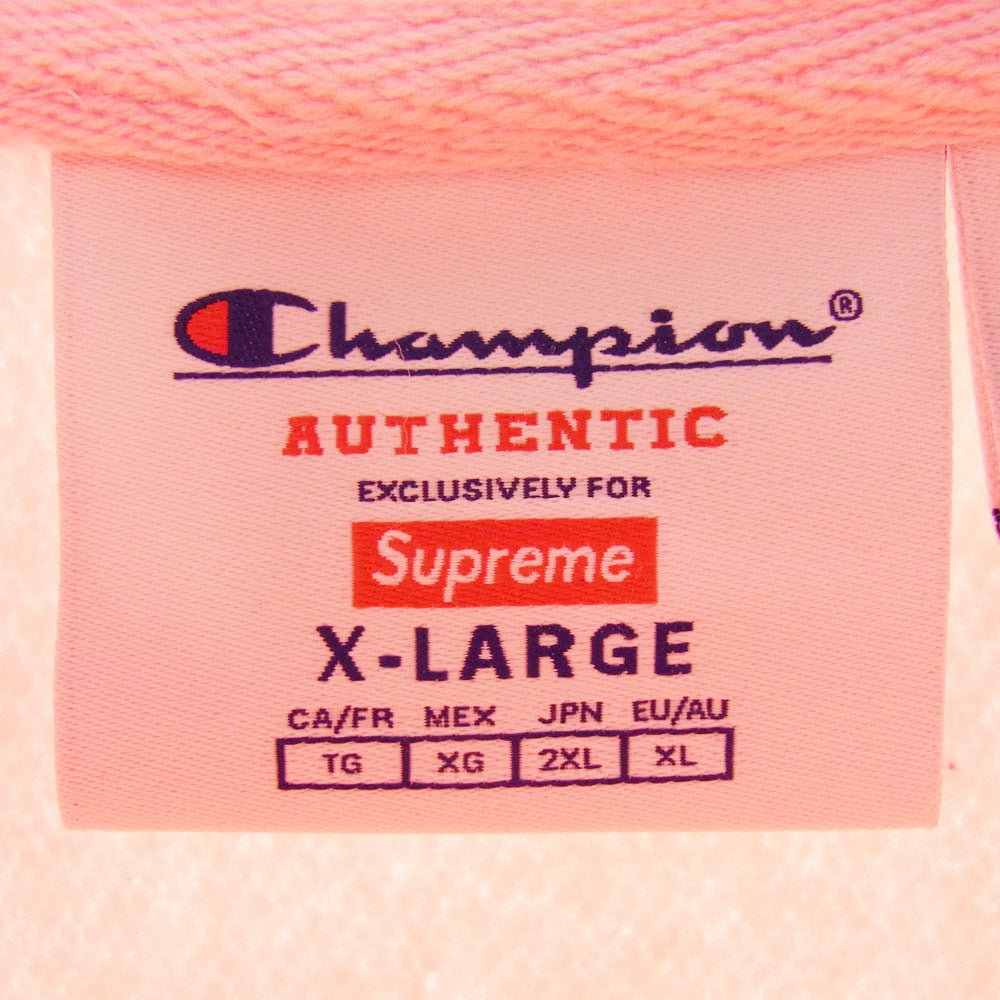 Champion®
AUTHENTIC
EXCLUSIVELY FOR
Supreme
X-LARGE
CA/FR MEX JPN EU/AU
TG XG 2XL XL